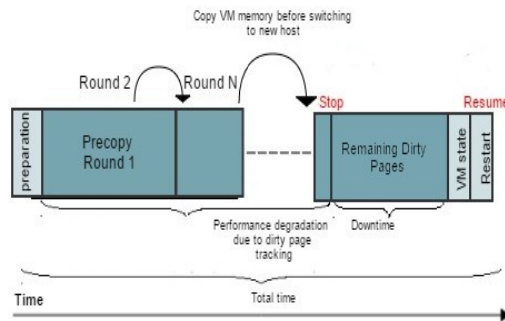 Copy VM memory before switching
to new host
Round 2
Round N
Stop
Resume
preparation
Precopy
Round 1
Remaining Dirty
Pages
VM state
Restart
Performance degradation
due to dirty page
tracking
Downtime
Total time
Time